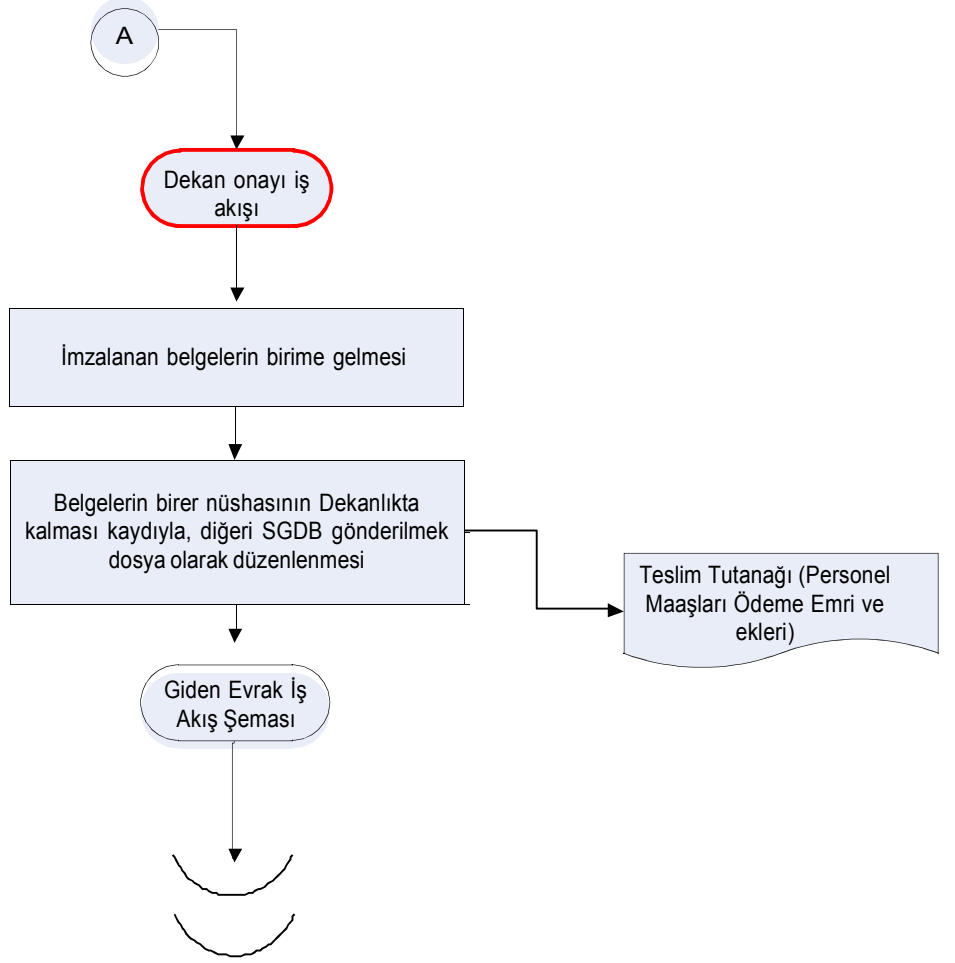 A
Dekan onayı iş
akışı
İmzalanan belgelerin birime gelmesi
Belgelerin birer nüshasının Dekanlıkta
kalması kaydıyla, diğeri SGDB gönderilmek
dosya olarak düzenlenmesi
Teslim Tutanağı (Personel
Maaşları Ödeme Emri ve
ekleri)
Giden Evrak İş
Akış Şeması